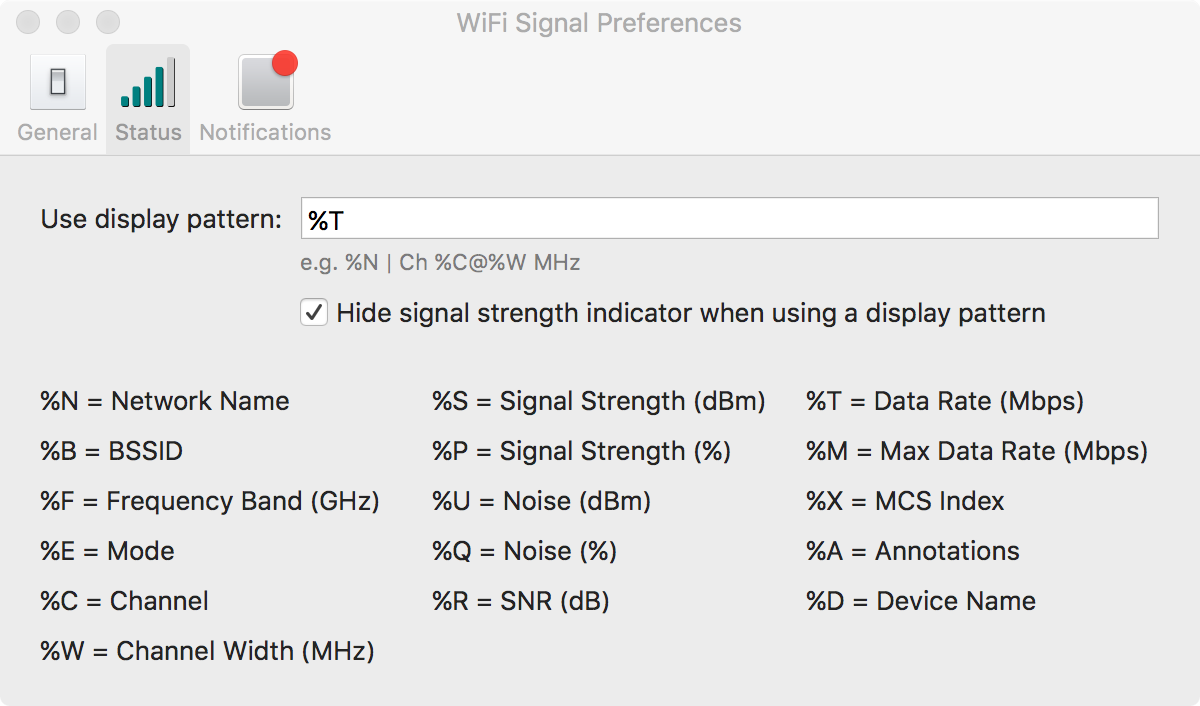 WiFi Signal Preferences
General Status Notifications
Use display pattern: %T
e.g. %N | Ch %C@%W MHz
Hide signal strength indicator when using a display pattern
%N = Network Name %S = Signal Strength (dBm) %T = Data Rate (Mbps)
%B = BSSID %P = Signal Strength (%) %M = Max Data Rate (Mbps)
%F = Frequency Band (GHz) %U = Noise (dBm) %X = MCS Index
%E = Mode %Q = Noise (%) %A = Annotations
%C = Channel %R = SNR (dB) %D = Device Name
%W = Channel Width (MHz)